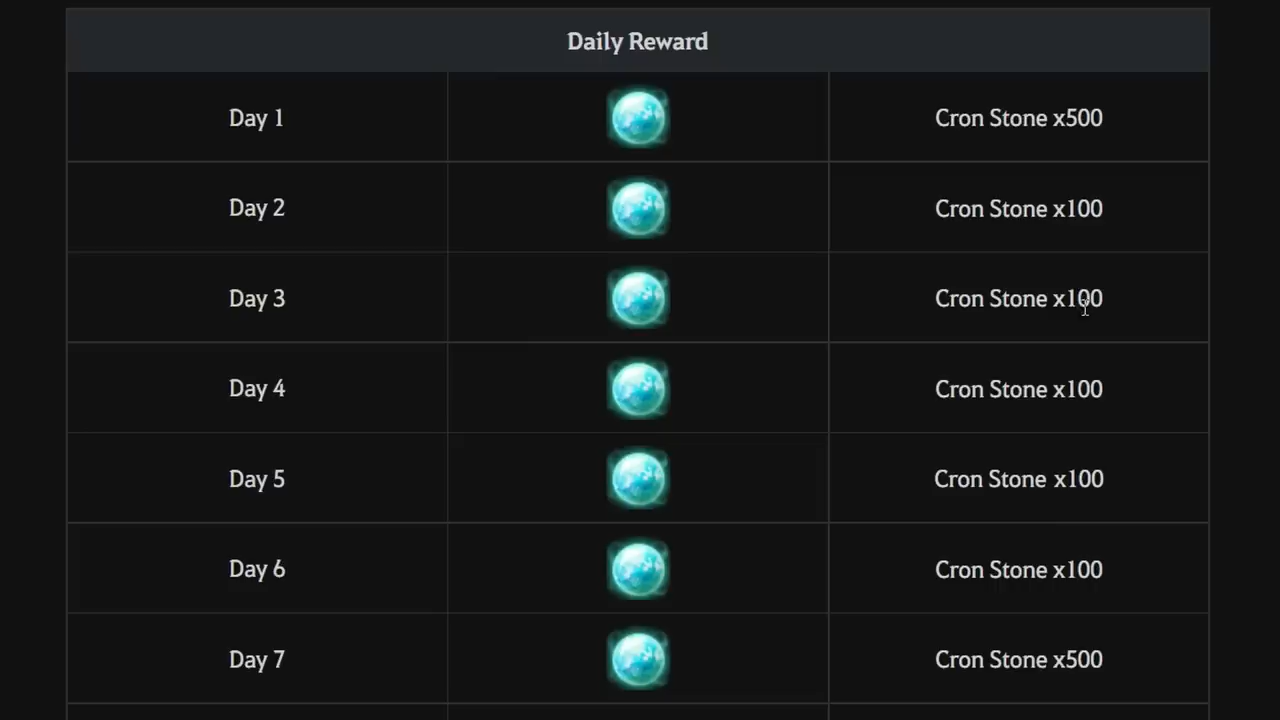 Daily Reward
Day 1 Cron Stone x500
Day 2 Cron Stone x100
Day 3 Cron Stone x100
Day 4 Cron Stone x100
Day 5 Cron Stone x100
Day 6 Cron Stone x100
Day 7 Cron Stone x500